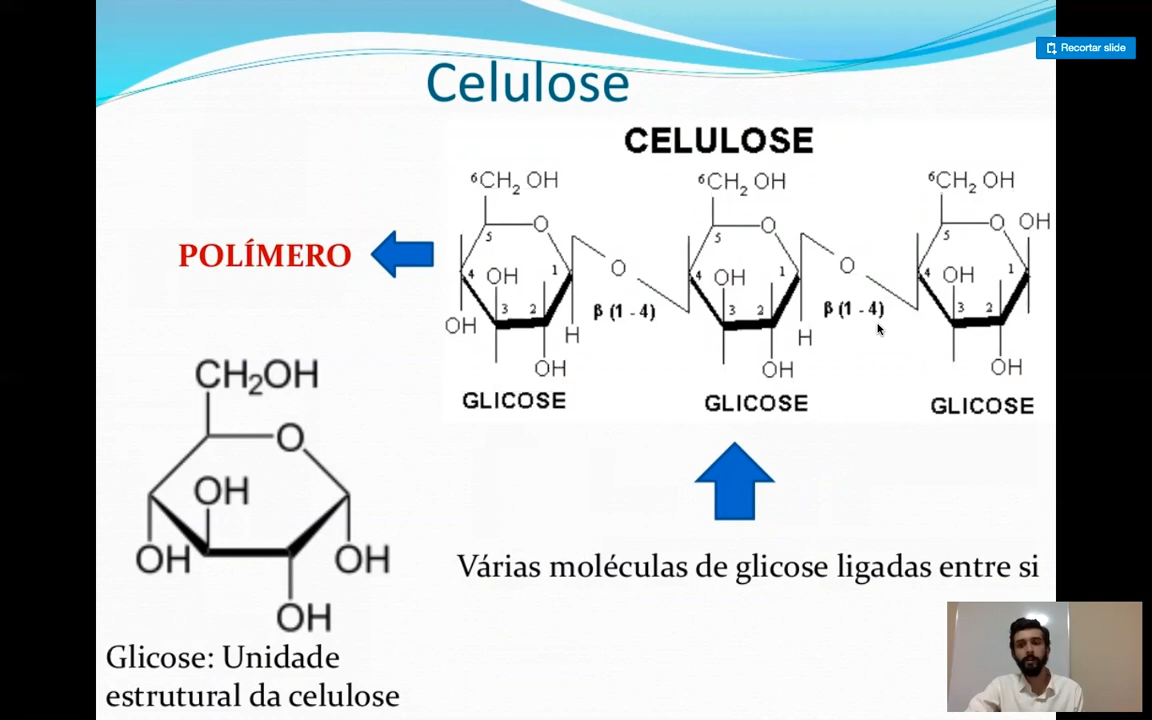 Recortar slide
Celulose
CELULOSE
⁶CH₂ OH ⁶CH₂ OH ⁶CH₂ OH
O O O OH
5 5 5
POLÍMERO
4 OH 1 O 4 OH 1 O 4 OH 1
3 2 β (1 - 4) 3 2 β (1 - 4) 3 2
OH H H
OH OH OH
GLICOSE GLICOSE GLICOSE
CH₂OH
O
OH
OH OH
OH
Várias moléculas de glicose ligadas entre si
Glicose: Unidade
estrutural da celulose